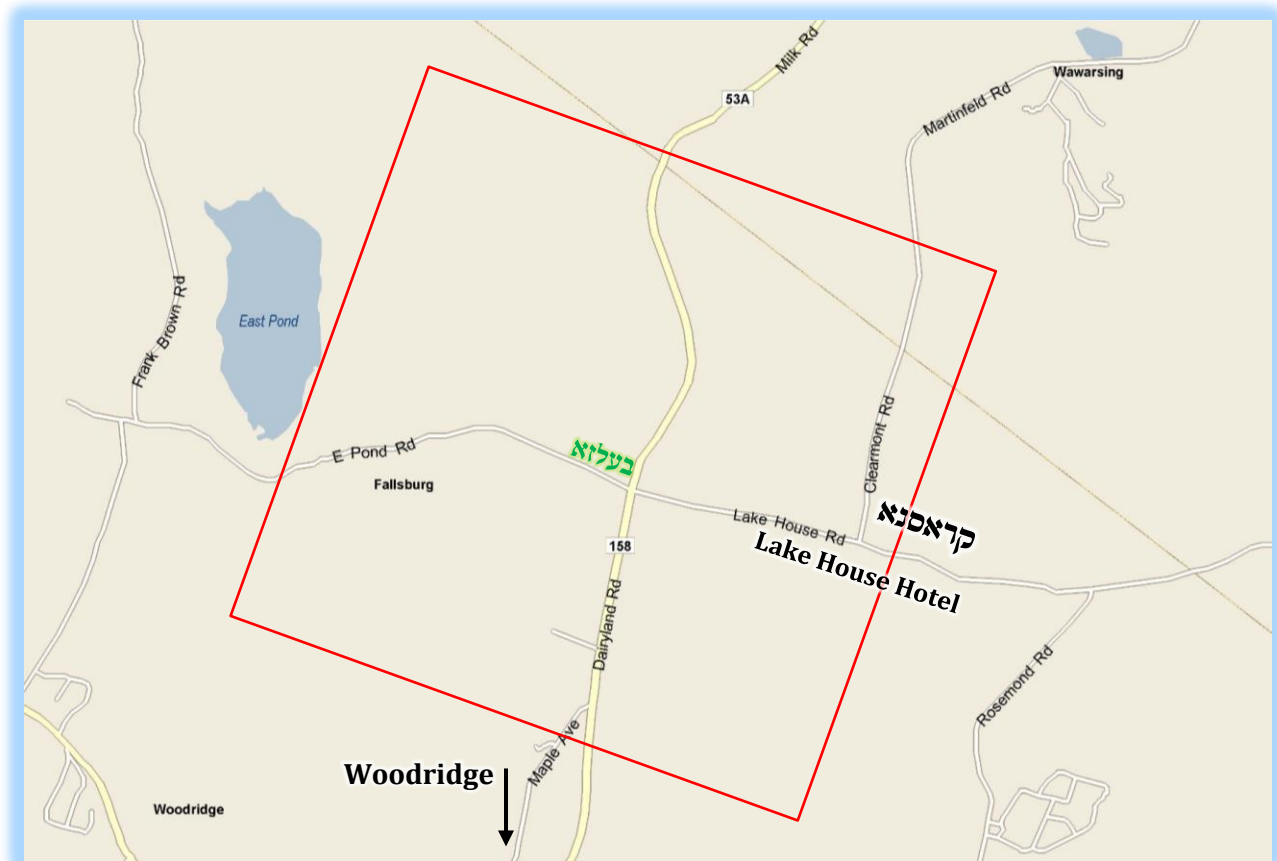 Milk Rd
Wawarsing
53A
Martinfeld Rd
Frank Brown Rd
East Pond
Clearmont Rd
E Pond Rd
בעלזא
Fallsburg
קראסנא
Lake House Rd
158
Lake House Hotel
Dairyland Rd
Rosemond Rd
Maple Ave
Woodridge
Woodridge